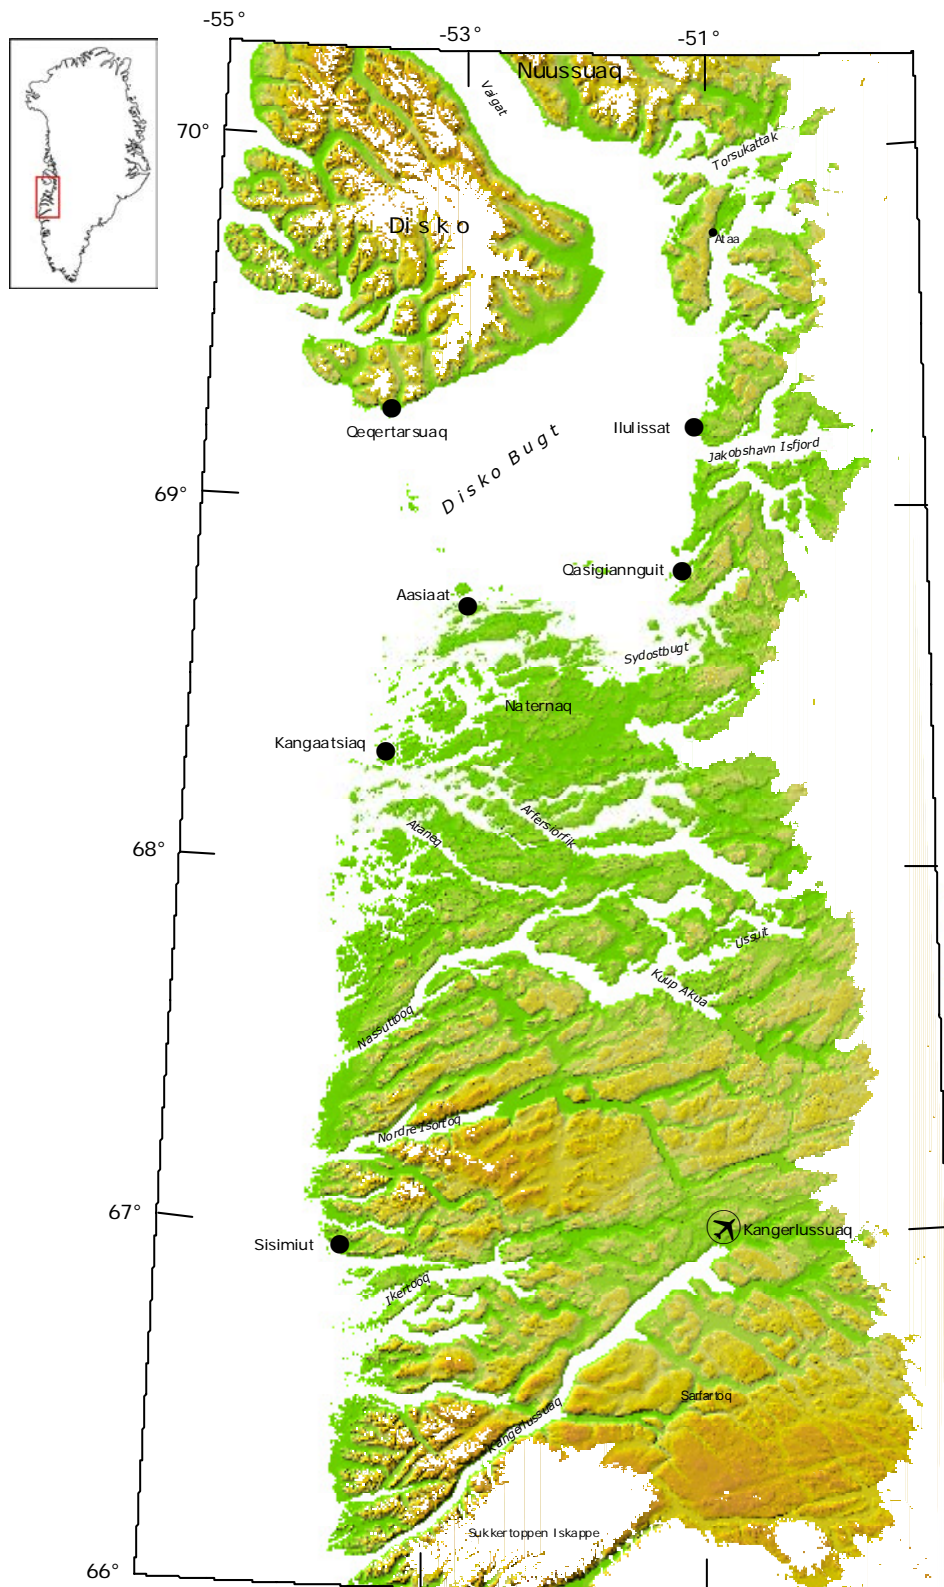 -55°
-53°
-51°
Nuussuaq
Vaigat
70°
Torsukattak
Disko
Ataa
Qeqertarsuaq
Ilulissat
Disko Bugt
Jakobshavn Isfjord
69°
Qasigiannguit
Aasiaat
Sydostbugt
Naternaq
Kangaatsiaq
Arfersiorfik
Ataneq
68°
Ussuit
Kuup Akua
Nassuttooq
Nordre Isortoq
67°
Kangerlussuaq
Sisimiut
Ikertooq
Sarfartoq
Kangerlussuaq
Sukkertoppen Iskappe
66°